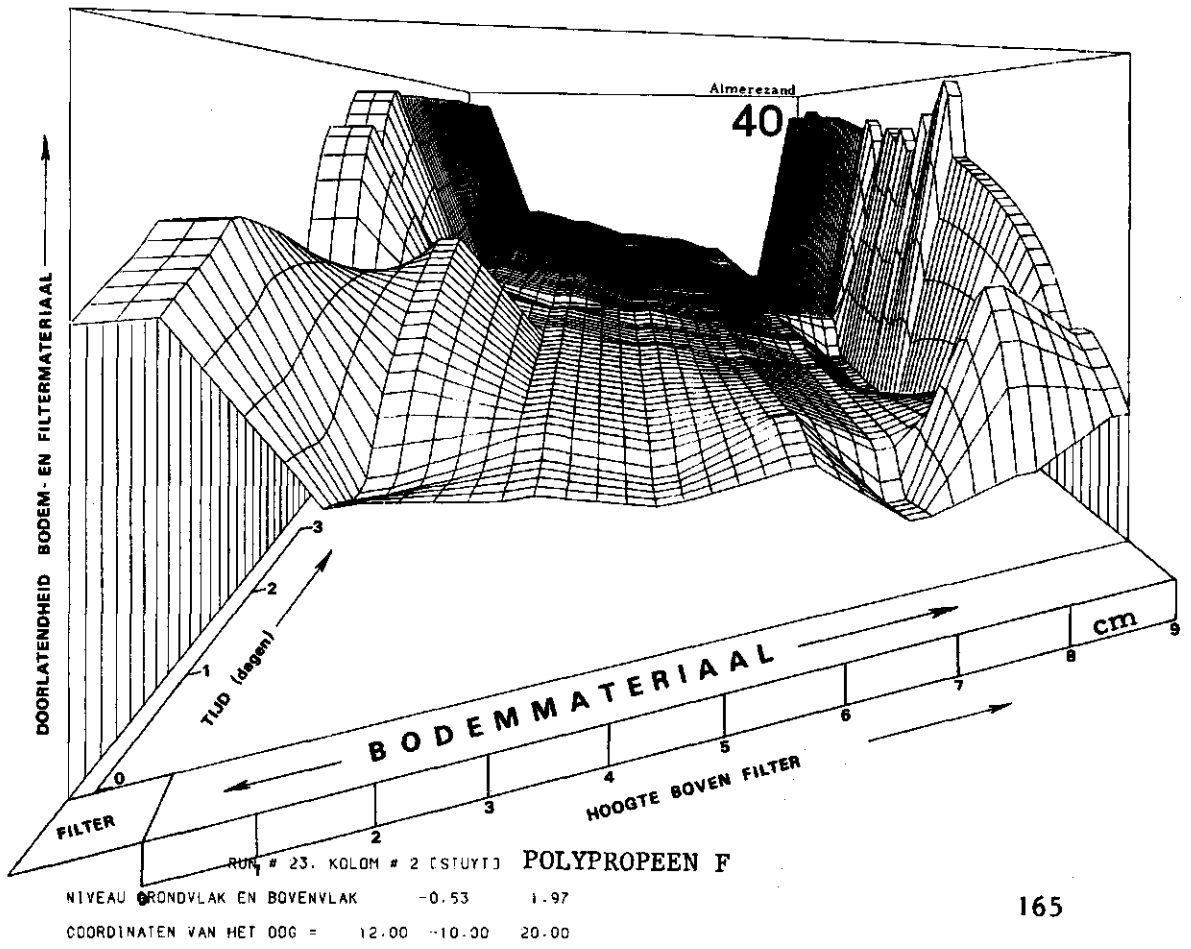 Almerezand
40
DOORLATENDHEID BODEM- EN FILTERMATERIAAL
3
2
1
0
TIJD (dagen)
FILTER
BODEMMATERIAAL
cm
0
1
2
3
4
5
6
7
8
9
HOOGTE BOVEN FILTER
RUN # 23. KOLOM # 2 [STUYT] POLYPROPEEN F
NIVEAU GRONDVLAK EN BOVENVLAK -0.53 1.97
COORDINATEN VAN HET OOG = 12.00 -10.00 20.00
165